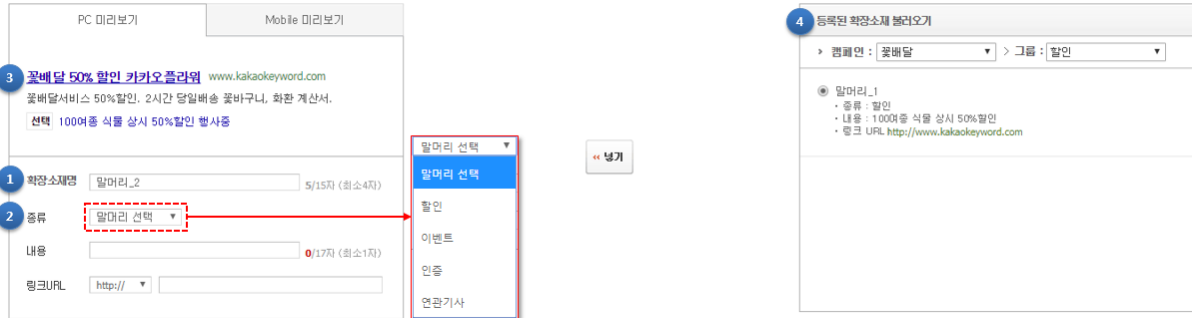 PC 미리보기
Mobile 미리보기
3 꽃배달 50% 할인 카카오플라워 www.kakaokeyword.com
꽃배달서비스 50%할인. 2시간 당일배송 꽃바구니, 화환 계산서.
선택 100여종 식물 상시 50%할인 행사중
1 확장소재명 말머리_2 5/15자 (최소4자)
2 종류 말머리 선택
내용 0/17자 (최소1자)
링크URL http://
말머리 선택
말머리 선택
할인
이벤트
인증
연관기사
« 넣기
4 등록된 확장소재 불러오기
› 캠페인 : 꽃배달 > 그룹 : 할인
말머리_1
· 종류 : 할인
· 내용 : 100여종 식물 상시 50%할인
· 링크 URL http://www.kakaokeyword.com